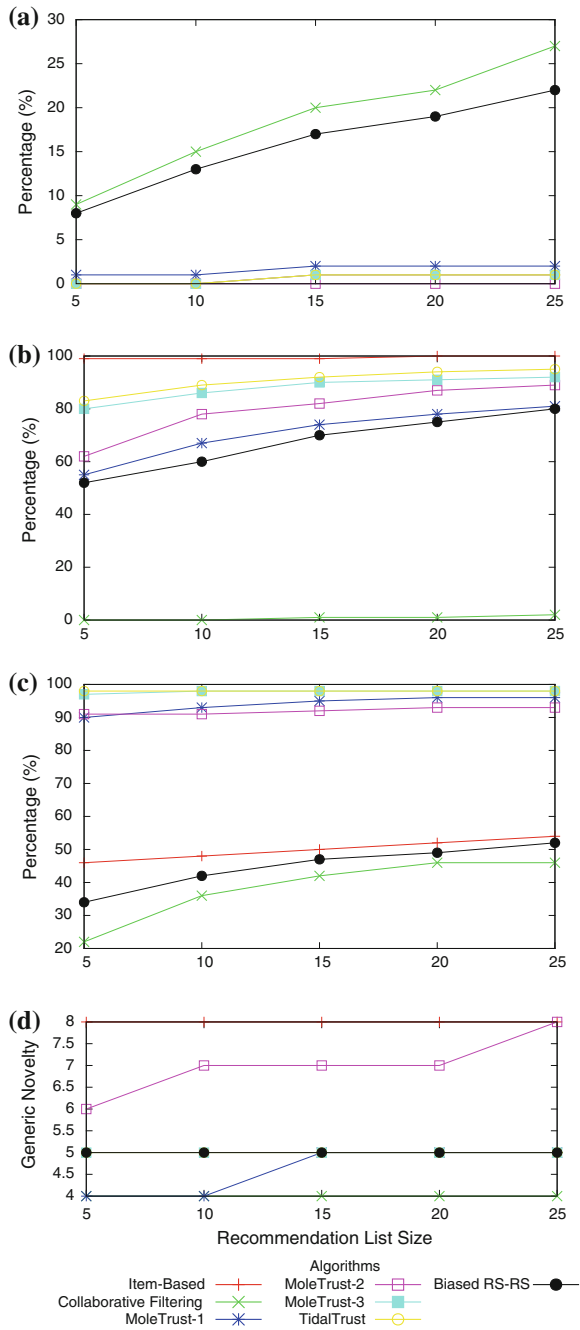 (a)
Percentage (%)
30
25
20
15
10
5
0
5 10 15 20 25
(b)
Percentage (%)
100
80
60
40
20
0
5 10 15 20 25
(c)
Percentage (%)
100
90
80
70
60
50
40
30
20
5 10 15 20 25
(d)
Generic Novelty
8
7.5
7
6.5
6
5.5
5
4.5
4
5 10 15 20 25
Recommendation List Size
Algorithms
Item-Based MoleTrust-2 Biased RS-RS
Collaborative Filtering MoleTrust-3
MoleTrust-1 TidalTrust